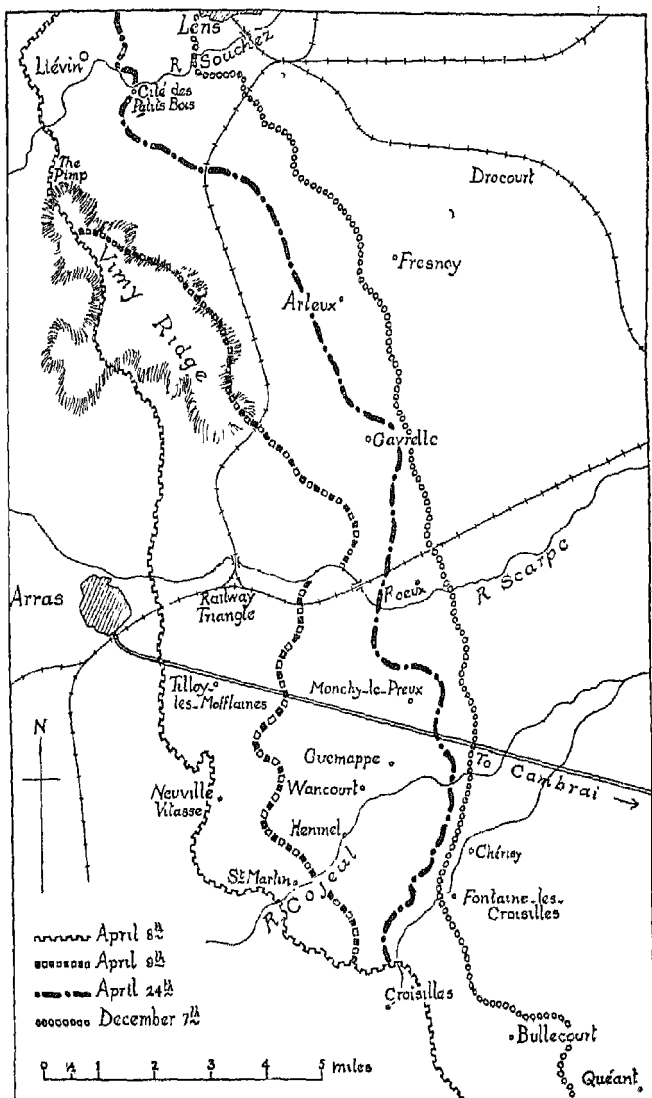 Lens
Liévin
R Souchez
Cité des
Petits Bois
The
Pimp
Drocourt
Vimy
Ridge
Fresnoy
Arleux
Gavrelle
Arras
Railway
Triangle
Roeux
R Scarpe
Tilloy
les-Mofflaines
Monchy-le-Preux
N
Guemappe
To
Cambrai
Neuville
Vitasse
Wancourt
Heninel
Chérisy
St Martin
R Cojeul
Fontaine-les-
Croisilles
April 8th
April 9th
April 24th
December 7th
Croisilles
Bullecourt
Quéant
0 ½ 1 2 3 4 5 miles